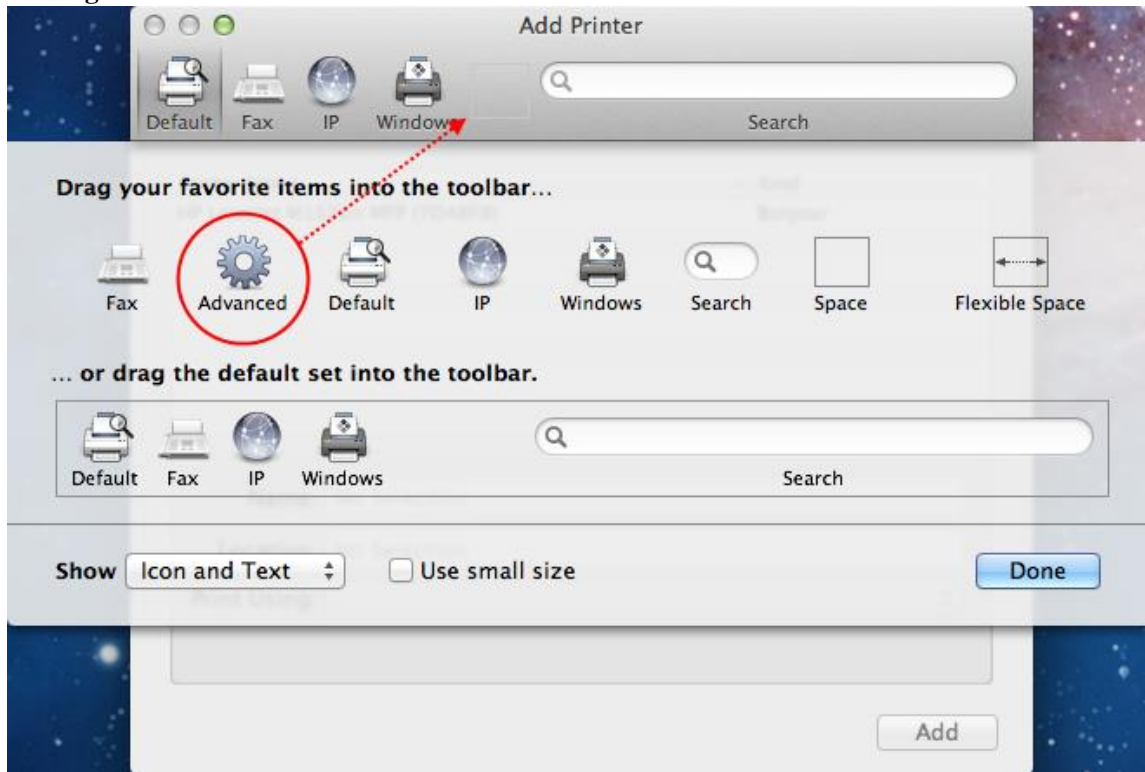 Add Printer
Default Fax IP Windows Search
Drag your favorite items into the toolbar...
Fax Advanced Default IP Windows Search Space Flexible Space
... or drag the default set into the toolbar.
Default Fax IP Windows Search
Show Icon and Text Use small size Done
Add